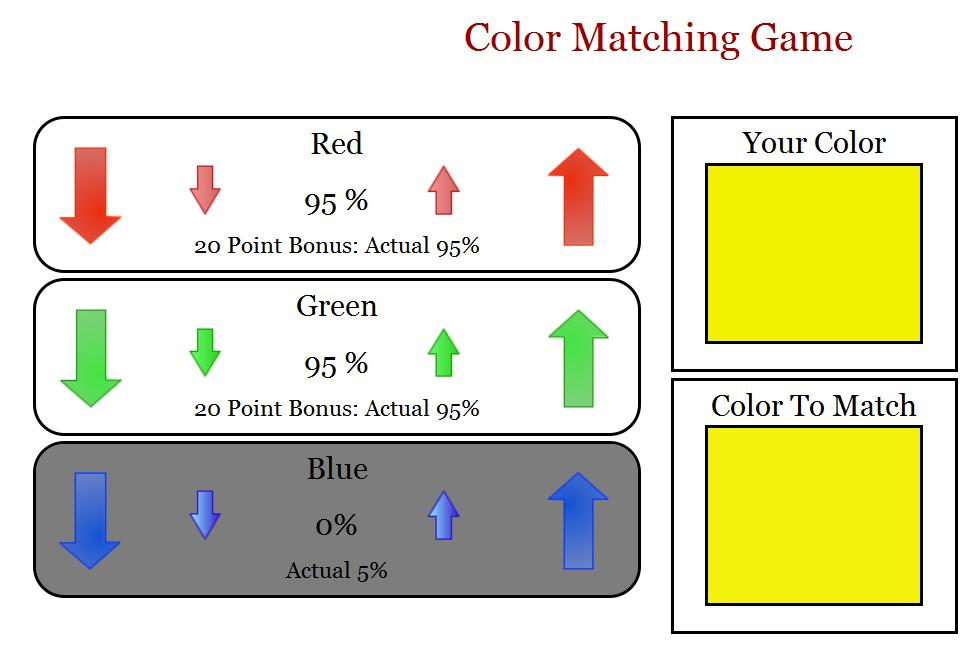 Color Matching Game
Red
95 %
20 Point Bonus: Actual 95%
Green
95 %
20 Point Bonus: Actual 95%
Blue
0%
Actual 5%
Your Color
Color To Match